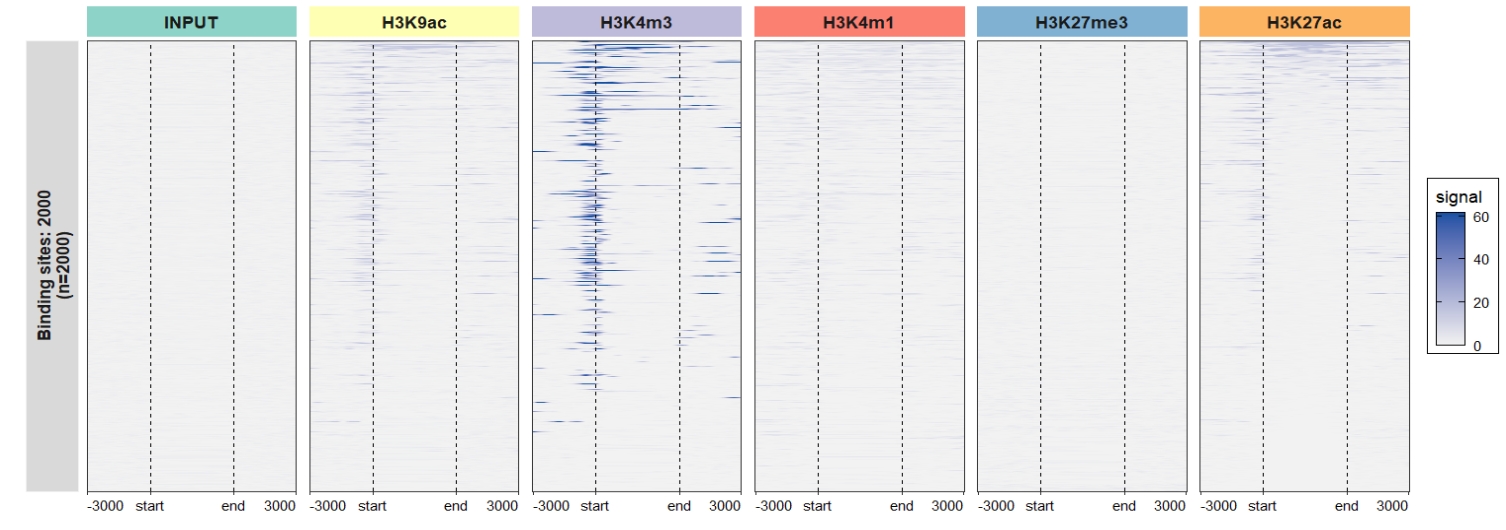 INPUT
H3K9ac
H3K4m3
H3K4m1
H3K27me3
H3K27ac
Binding sites: 2000
(n=2000)
signal
60
40
20
0
-3000 start end 3000
-3000 start end 3000
-3000 start end 3000
-3000 start end 3000
-3000 start end 3000
-3000 start end 3000